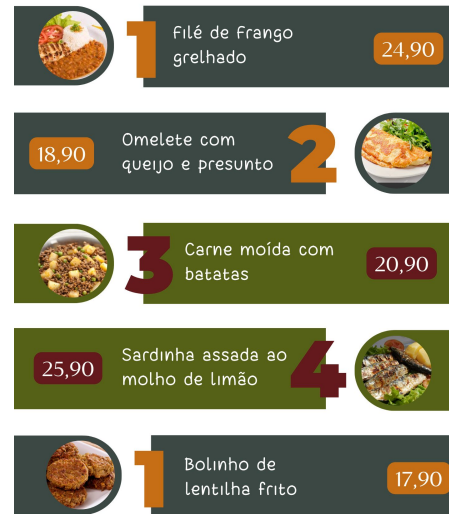 1
Filé de Frango
grelhado
24,90
18,90
Omelete com
queijo e presunto
2
3
Carne moída com
batatas
20,90
25,90
Sardinha assada ao
molho de limão
4
1
Bolinho de
lentilha frito
17,90